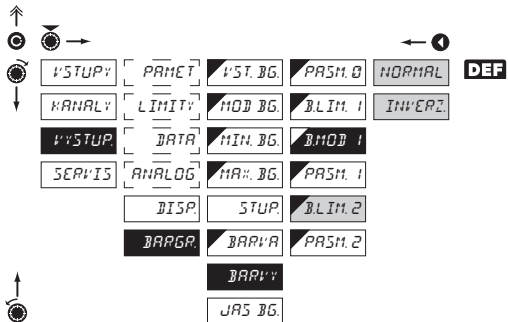 VSTUPY PAMET VST. BG. PASM. 0 NORMAL DEF
KANALY LIMITY MOD BG. B.LIM. 1 INVERZ.
VYSTUP. DATA MIN. BG. B.MOD 1
SERVIS ANALOG MAX. BG. PASM. 1
DISP. STUP. B.LIM. 2
BARGR. BARVA PASM. 2
BARVY
JAS BG.